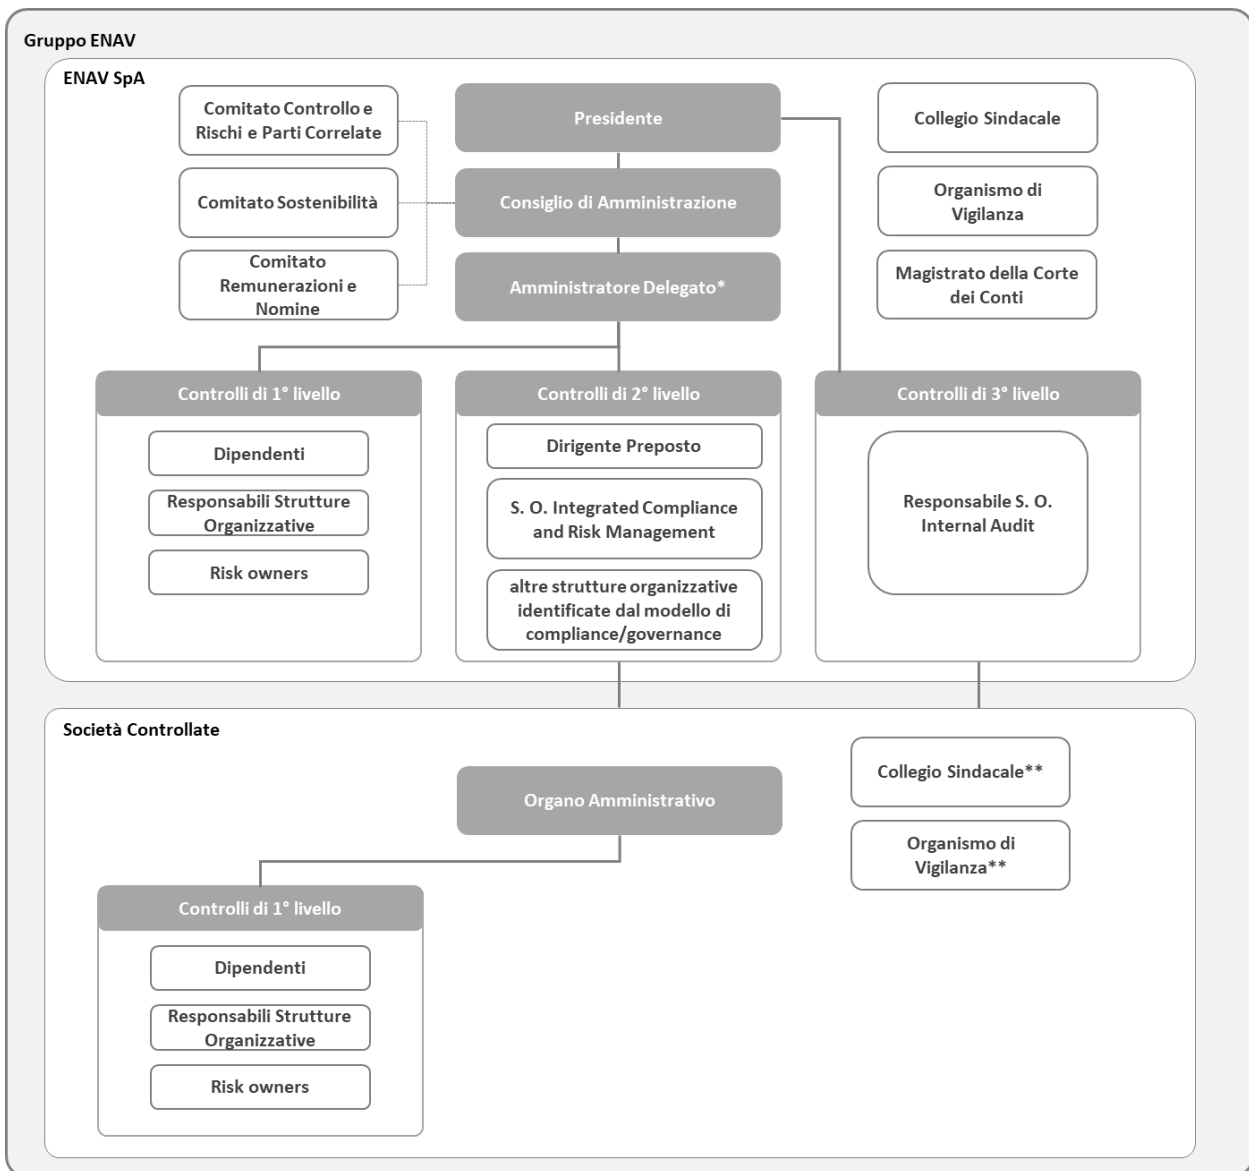 Gruppo ENAV
ENAV SpA
Comitato Controllo e
Rischi e Parti Correlate
Comitato Sostenibilità
Comitato
Remunerazioni e
Nomine
Presidente
Consiglio di Amministrazione
Amministratore Delegato*
Collegio Sindacale
Organismo di
Vigilanza
Magistrato della Corte
dei Conti
Controlli di 1° livello
Dipendenti
Responsabili Strutture
Organizzative
Risk owners
Controlli di 2° livello
Dirigente Preposto
S. O. Integrated Compliance
and Risk Management
altre strutture organizzative
identificate dal modello di
compliance/governance
Controlli di 3° livello
Responsabile S. O.
Internal Audit
Società Controllate
Organo Amministrativo
Collegio Sindacale**
Organismo di
Vigilanza**
Controlli di 1° livello
Dipendenti
Responsabili Strutture
Organizzative
Risk owners